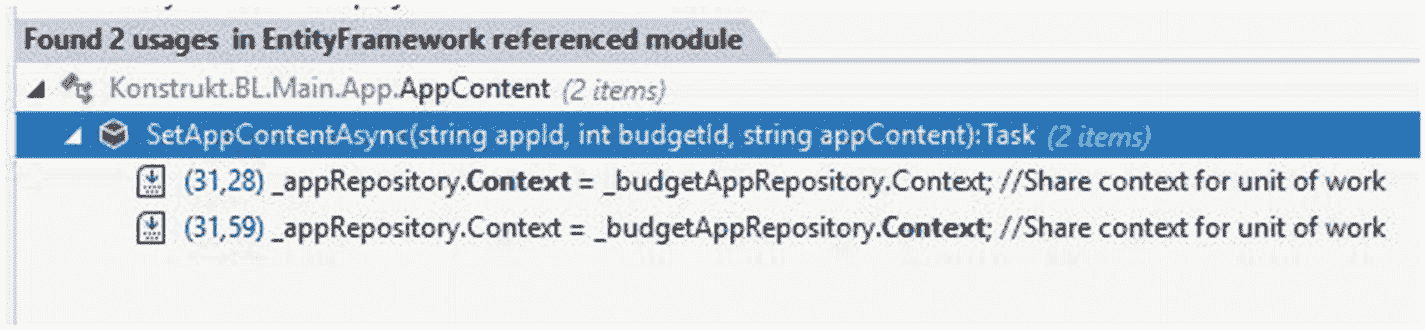 Found 2 usages in EntityFramework referenced module
Konstrukt.BL.Main.App.AppContent (2 items)
SetAppContentAsync(string appId, int budgetId, string appContent):Task (2 items)
(31,28) _appRepository.Context = _budgetAppRepository.Context; //Share context for unit of work
(31,59) _appRepository.Context = _budgetAppRepository.Context; //Share context for unit of work